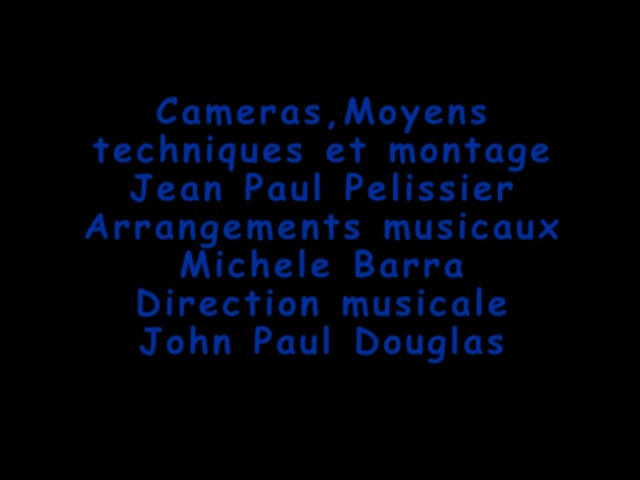 Cameras,Moyens
techniques et montage
Jean Paul Pelissier
Arrangements musicaux
Michele Barra
Direction musicale
John Paul Douglas